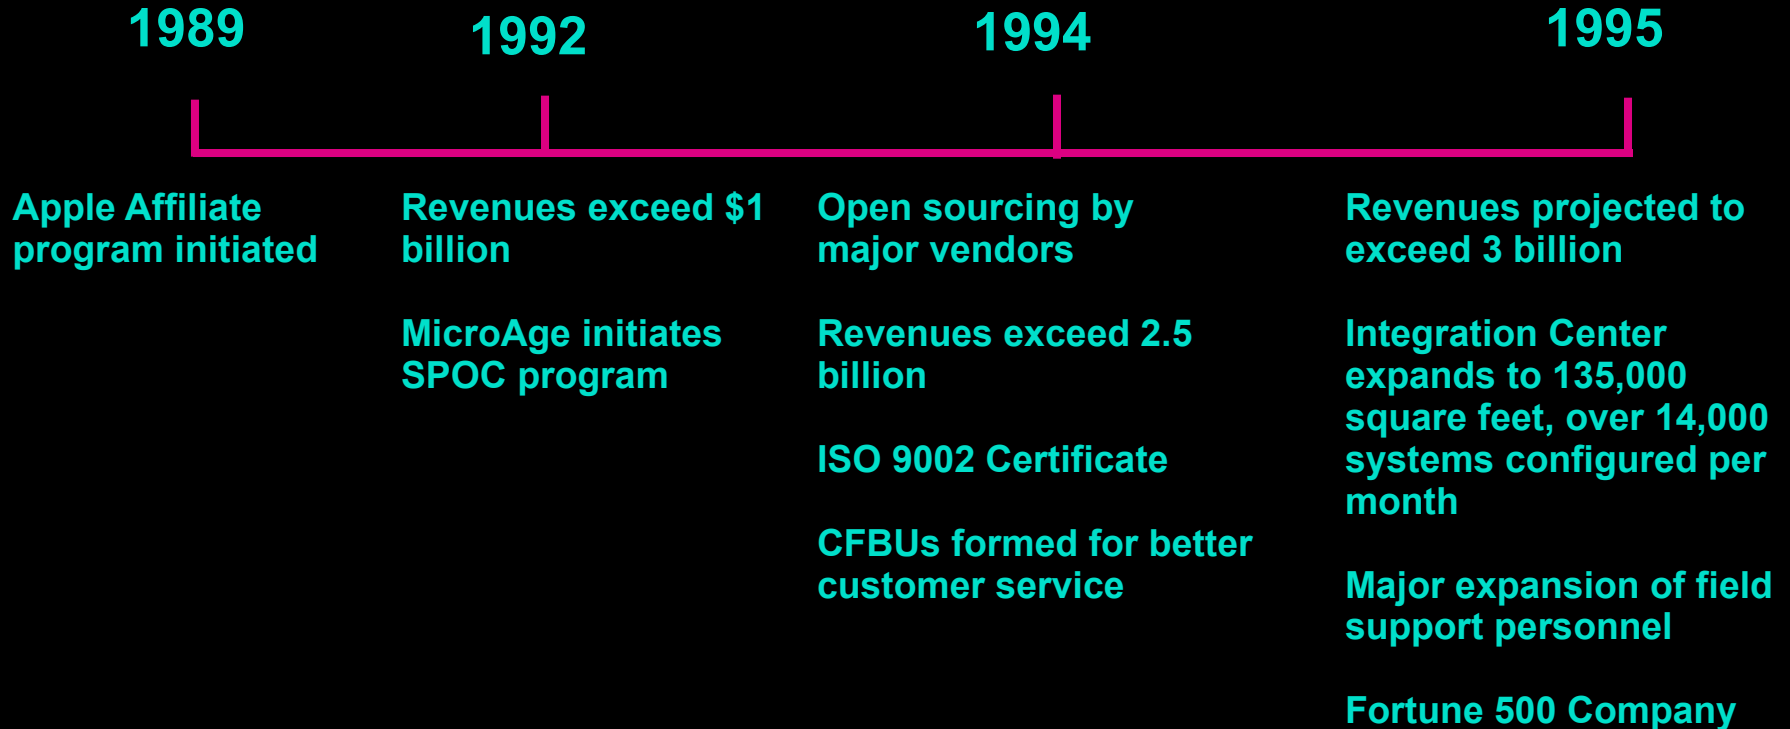 1989
1992
1994
1995
Apple Affiliate
program initiated
Revenues exceed $1
billion
MicroAge initiates
SPOC program
Open sourcing by
major vendors
Revenues exceed 2.5
billion
ISO 9002 Certificate
CFBUs formed for better
customer service
Revenues projected to
exceed 3 billion
Integration Center
expands to 135,000
square feet, over 14,000
systems configured per
month
Major expansion of field
support personnel
Fortune 500 Company